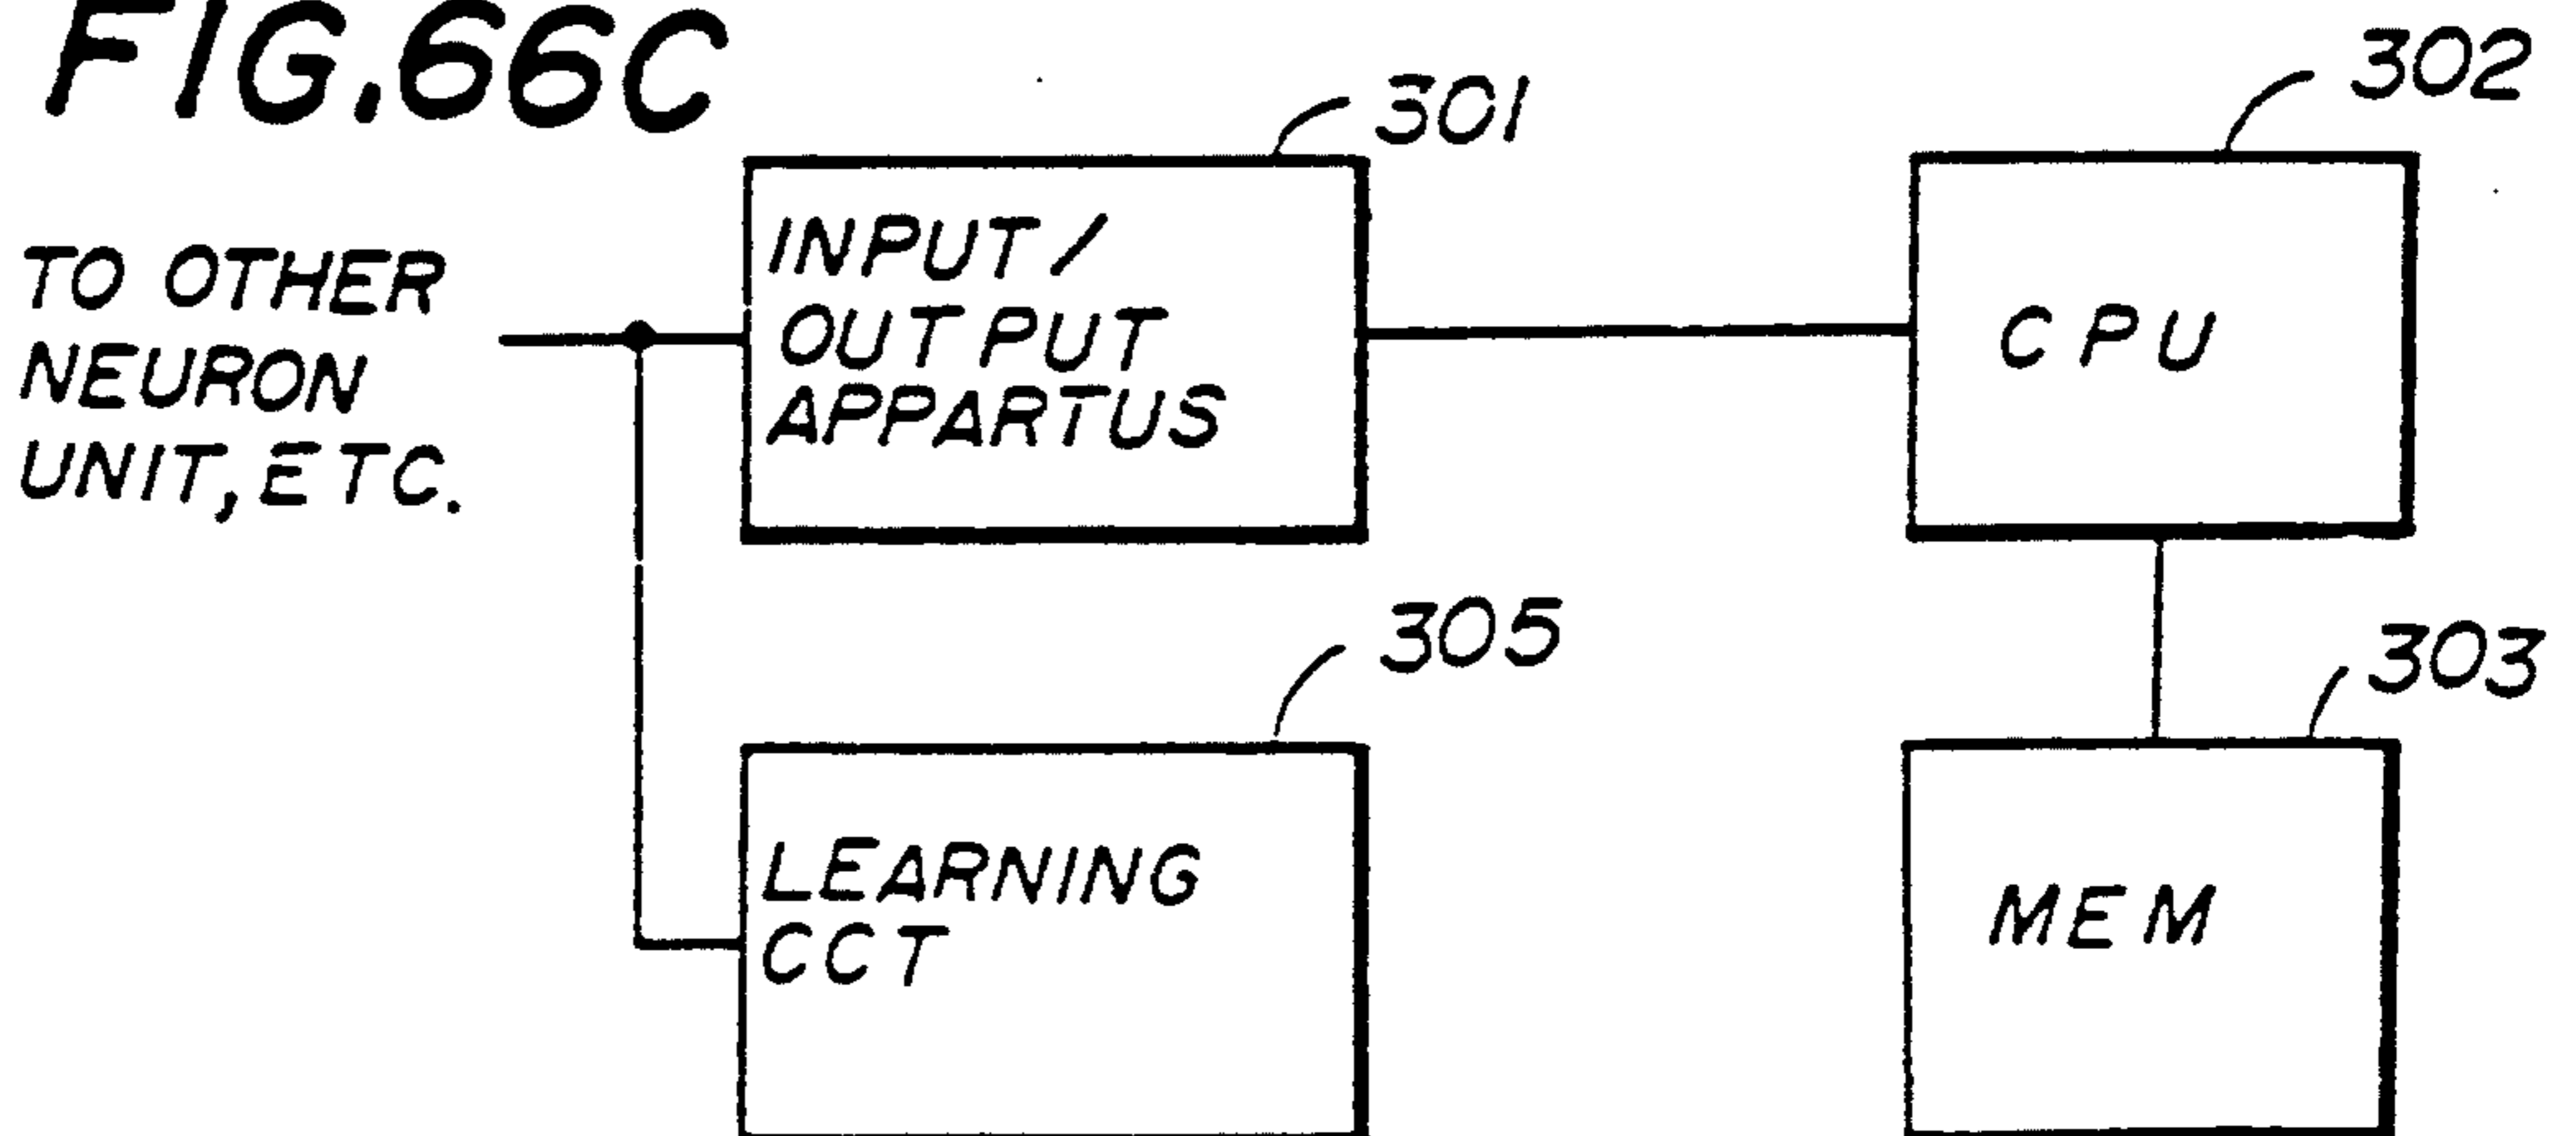 FIG.66C
301
302
TO OTHER
NEURON
UNIT, ETC.
INPUT/
OUTPUT
APPARTUS
CPU
305
303
LEARNING
CCT
MEM